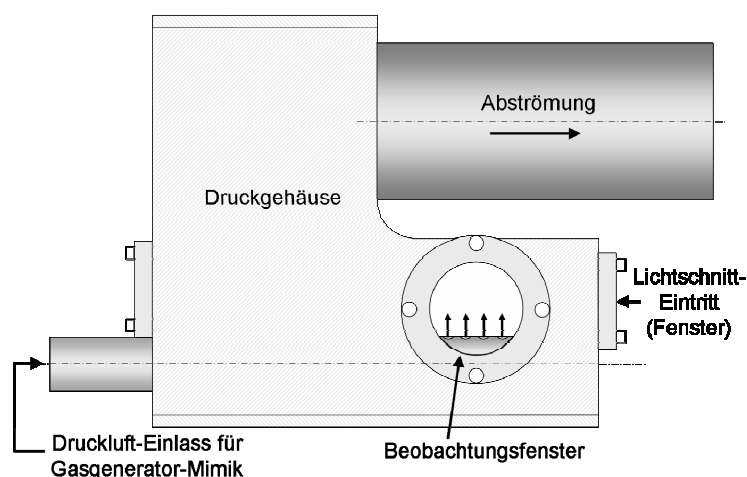 Abströmung
Druckgehäuse
Lichtschnitt-
Eintritt
(Fenster)
Druckluft-Einlass für
Gasgenerator-Mimik
Beobachtungsfenster